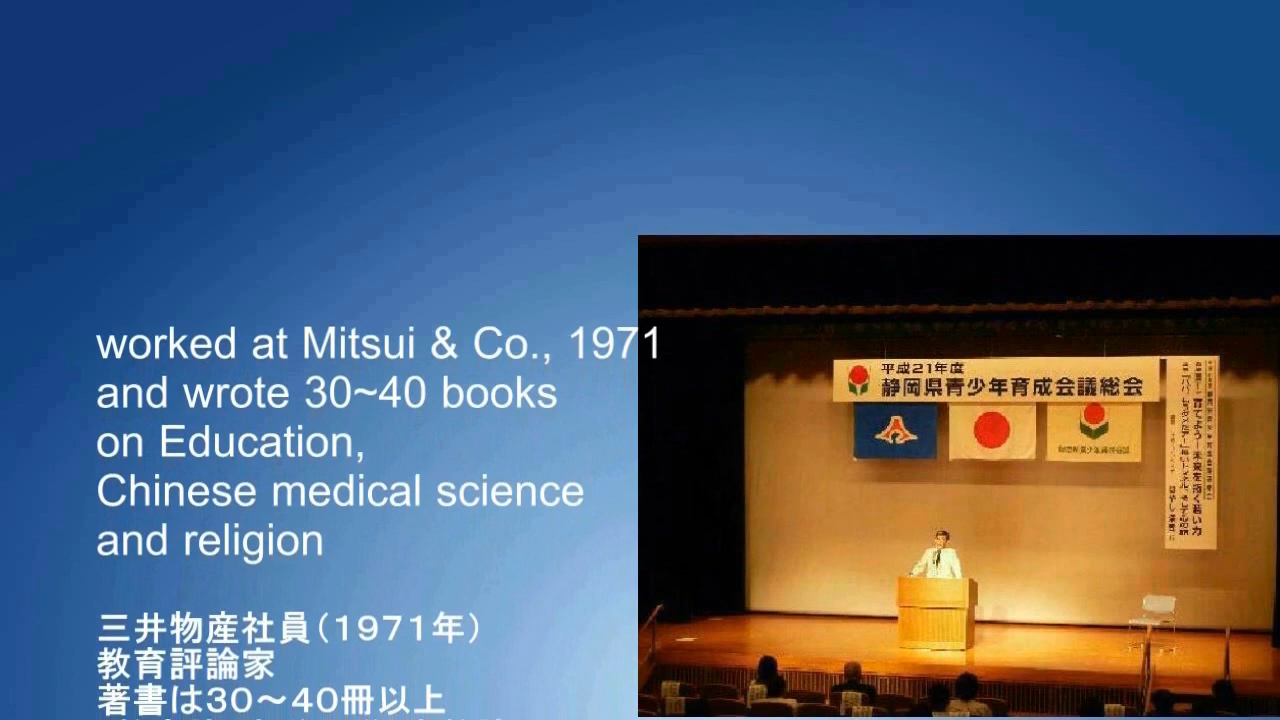 worked at Mitsui & Co., 1971
and wrote 30~40 books
on Education,
Chinese medical science
and religion
三井物産社員（1971年）
教育評論家
著書は30～40冊以上
平成21年度
静岡県青少年育成会議総会